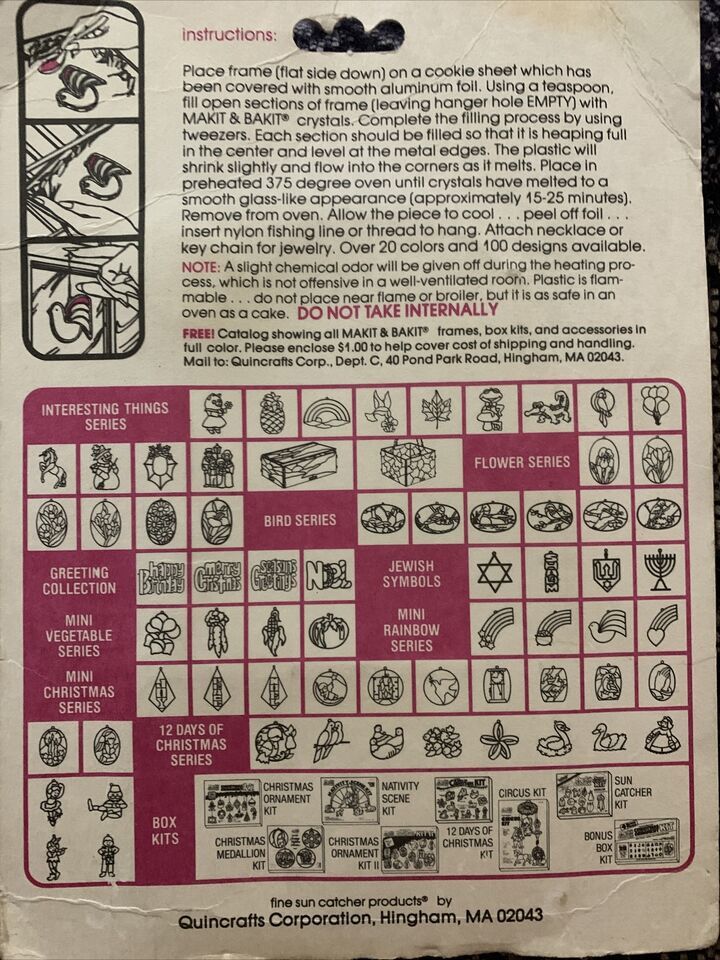 instructions:
Place frame (flat side down) on a cookie sheet which has
been covered with smooth aluminum foil. Using a teaspoon,
fill open sections of frame (leaving hanger hole EMPTY) with
MAKIT & BAKIT® crystals. Complete the filling process by using
tweezers. Each section should be filled so that it is heaping full
in the center and level at the metal edges. The plastic will
shrink slightly and flow into the corners as it melts. Place in
preheated 375 degree oven until crystals have melted to a
smooth glass-like appearance (approximately 15-25 minutes).
Remove from oven. Allow the piece to cool . . . peel off foil . . .
insert nylon fishing line or thread to hang. Attach necklace or
key chain for jewelry. Over 20 colors and 100 designs available.
NOTE: A slight chemical odor will be given off during the heating pro-
cess, which is not offensive in a well-ventilated room. Plastic is flam-
mable . . . do not place near flame or broiler, but it is as safe in an
oven as a cake. DO NOT TAKE INTERNALLY
FREE! Catalog showing all MAKIT & BAKIT® frames, box kits, and accessories in
full color. Please enclose $1.00 to help cover cost of shipping and handling.
Mail to: Quincrafts Corp., Dept. C, 40 Pond Park Road, Hingham, MA 02043.
INTERESTING THINGS
SERIES
FLOWER SERIES
BIRD SERIES
GREETING
COLLECTION
happy
Birthday
merry
Christmas
seasons
Greetings
Noel
JEWISH
SYMBOLS
MINI
VEGETABLE
SERIES
MINI
RAINBOW
SERIES
MINI
CHRISTMAS
SERIES
12 DAYS OF
CHRISTMAS
SERIES
BOX
KITS
CHRISTMAS
ORNAMENT
KIT
NATIVITY
SCENE
KIT
CIRCUS KIT
SUN
CATCHER
KIT
CHRISTMAS
MEDALLION
KIT
CHRISTMAS
ORNAMENT
KIT II
12 DAYS OF
CHRISTMAS
KIT
BONUS
BOX
KIT
fine sun catcher products® by
Quincrafts Corporation, Hingham, MA 02043